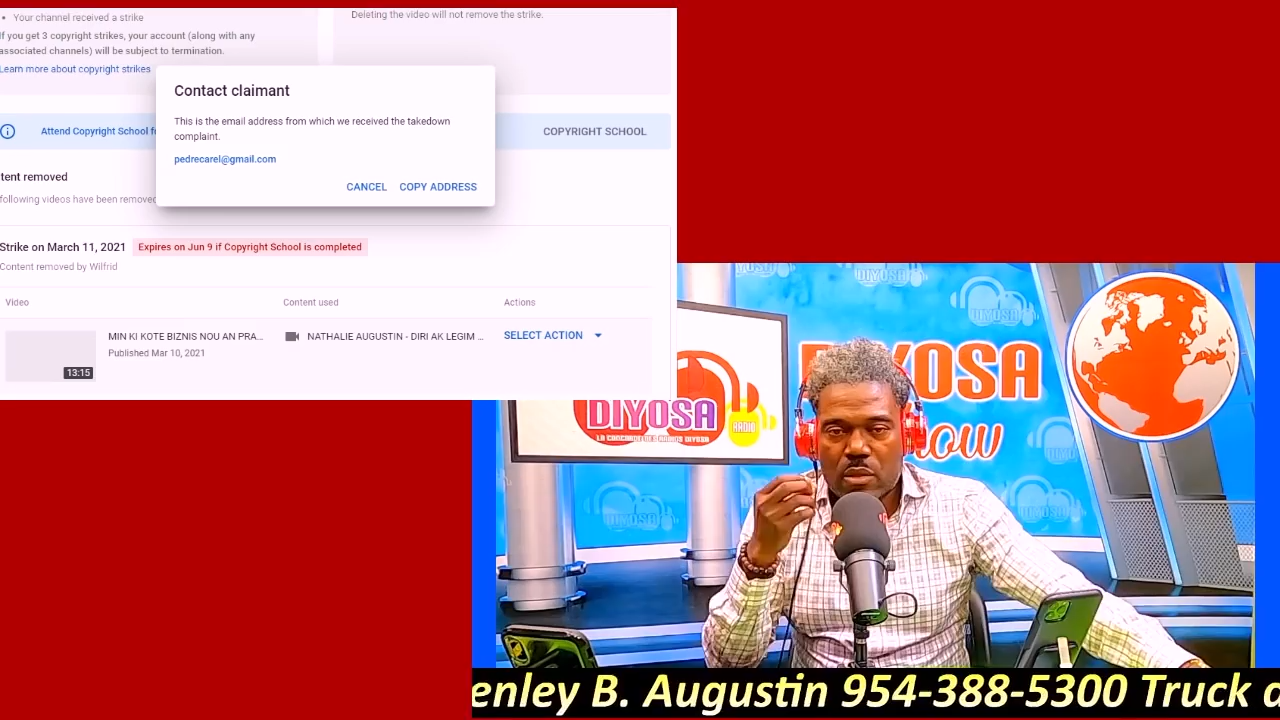 • Your channel received a strike
If you get 3 copyright strikes, your account (along with any
associated channels) will be subject to termination.
Learn more about copyright strikes
Deleting the video will not remove the strike.
Contact claimant
This is the email address from which we received the takedown
complaint.
pedrecarel@gmail.com
CANCEL COPY ADDRESS
Attend Copyright School fo
COPYRIGHT SCHOOL
tent removed
following videos have been removed
Strike on March 11, 2021 Expires on Jun 9 if Copyright School is completed
Content removed by Wilfrid
Video Content used Actions
MIN KI KOTE BIZNIS NOU AN PRA… NATHALIE AUGUSTIN - DIRI AK LEGIM … SELECT ACTION
Published Mar 10, 2021
13:15
DIYOSA
DIYOSA
DIYOSA
DIYOSA
RADIO
DIYOSA
enley B. Augustin 954-388-5300 Truck